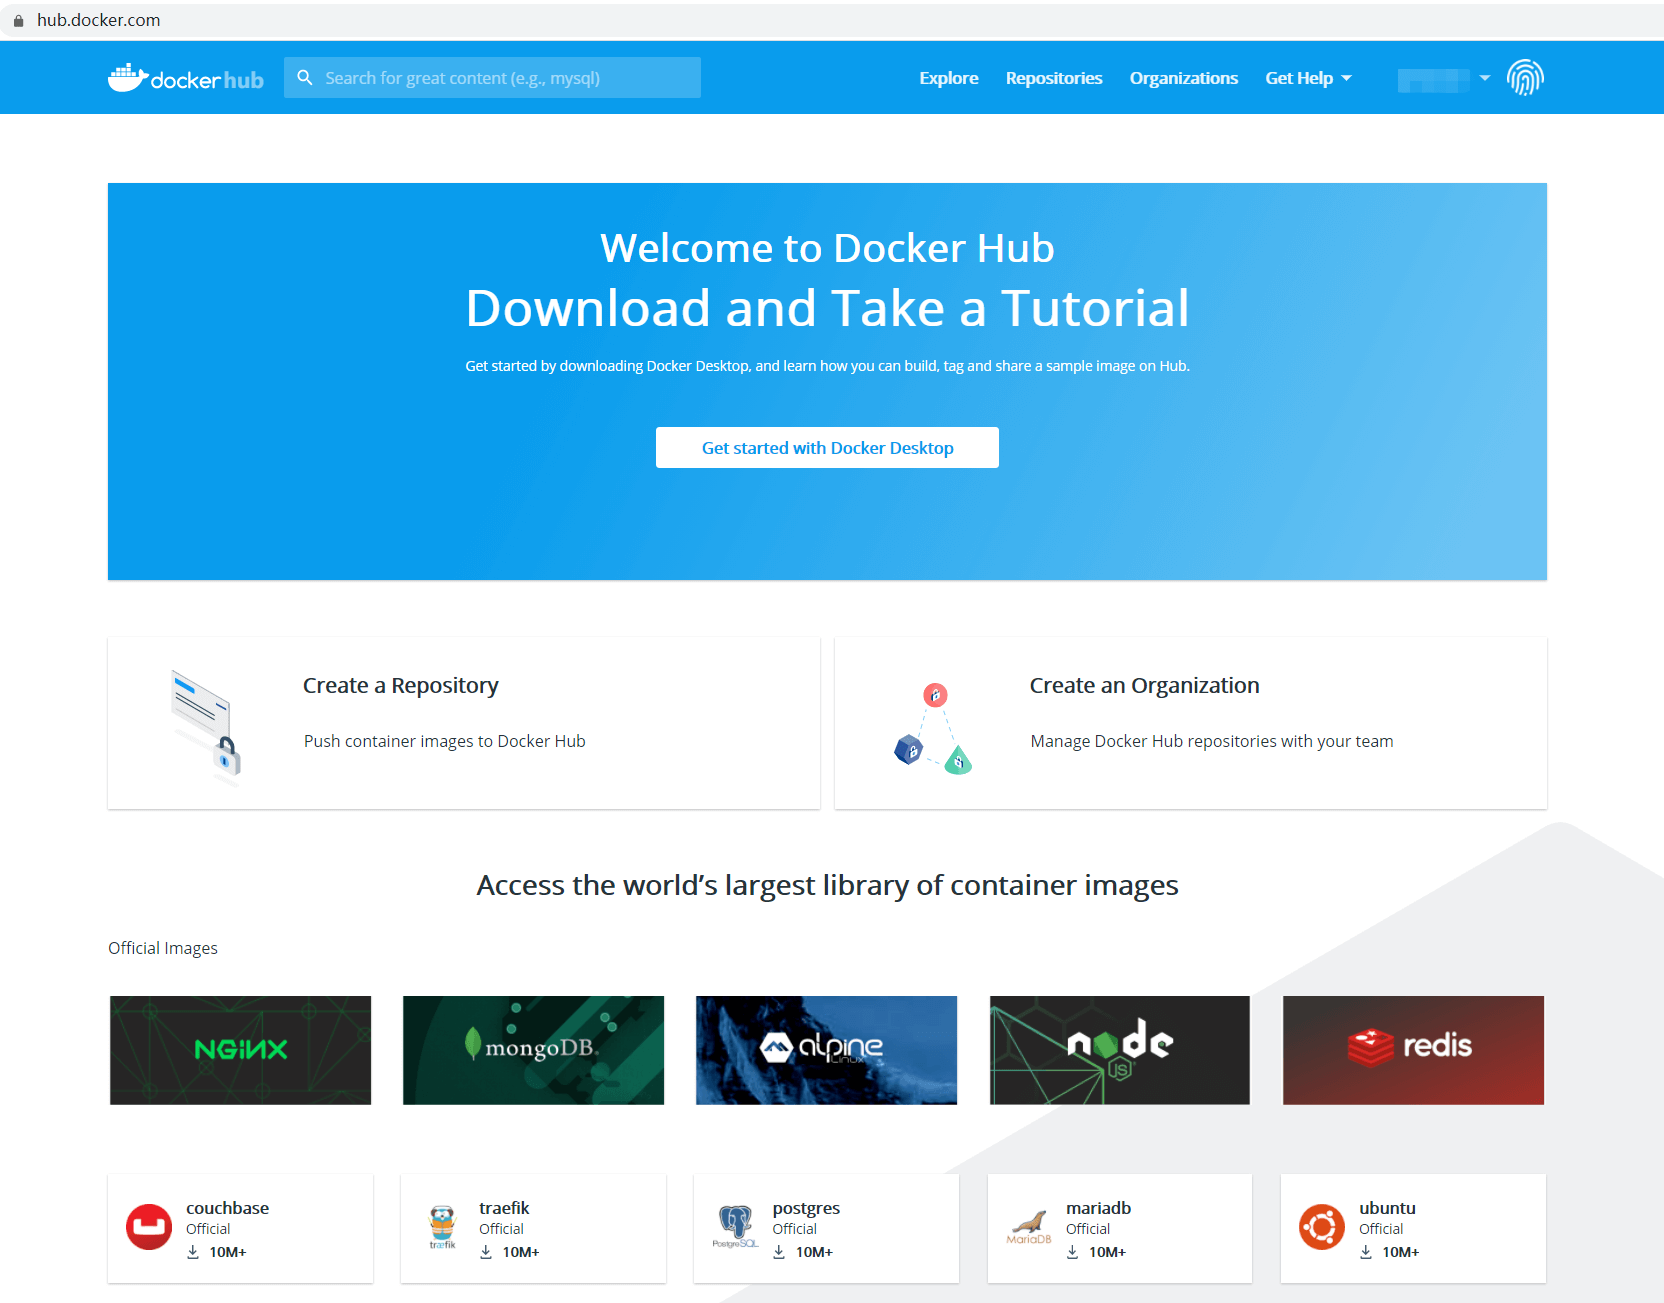 hub.docker.com
docker hub
Search for great content (e.g., mysql)
Explore Repositories Organizations Get Help
Welcome to Docker Hub
Download and Take a Tutorial
Get started by downloading Docker Desktop, and learn how you can build, tag and share a sample image on Hub.
Get started with Docker Desktop
Create a Repository
Push container images to Docker Hub
Create an Organization
Manage Docker Hub repositories with your team
Access the world’s largest library of container images
Official Images
NGINX
mongoDB.
alpine
Linux
node
JS
redis
couchbase
Official
10M+
træfik
traefik
Official
10M+
PostgreSQL
postgres
Official
10M+
MariaDB
mariadb
Official
10M+
ubuntu
Official
10M+